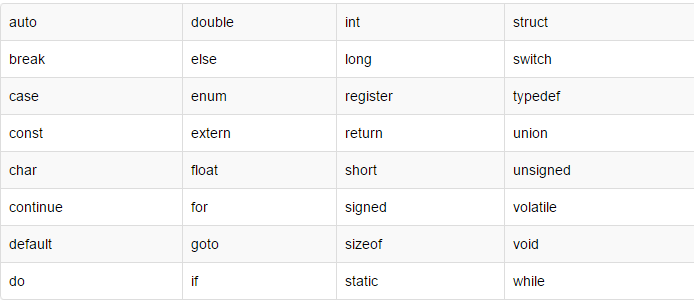 auto double int struct
break else long switch
case enum register typedef
const extern return union
char float short unsigned
continue for signed volatile
default goto sizeof void
do if static while